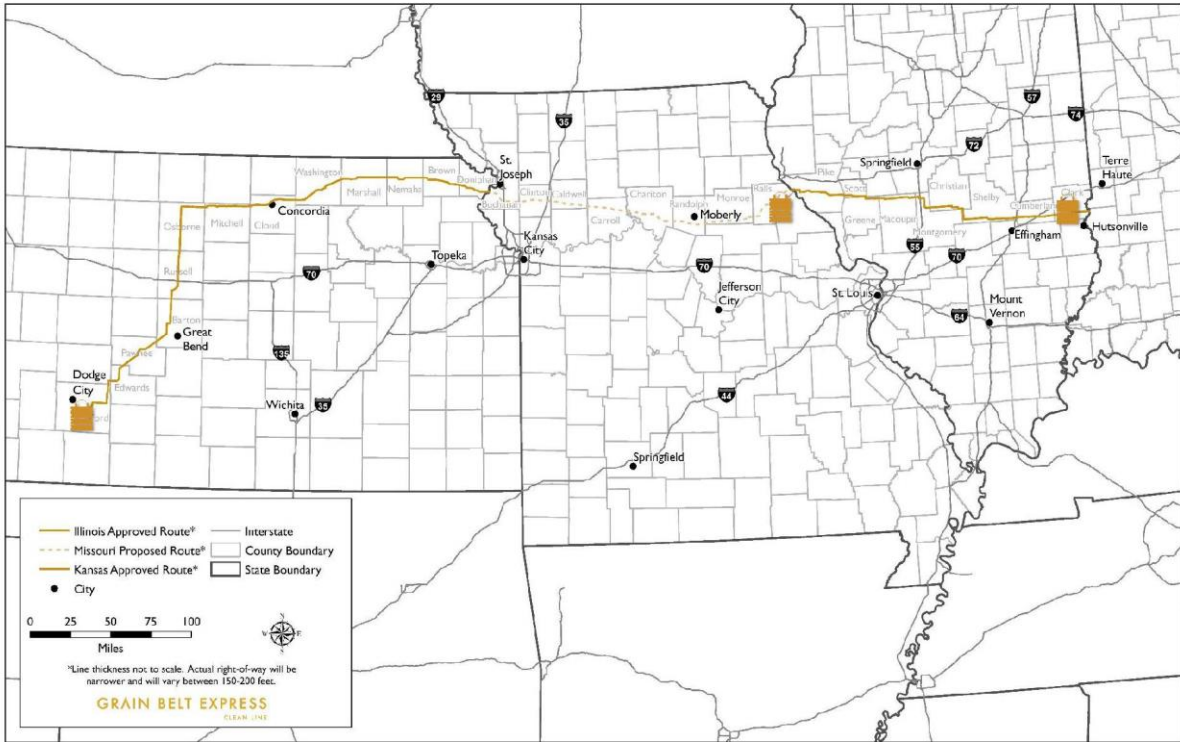 29
35
57
74
72
Springfield
Terre
Haute
St.
Joseph
Washington
Brown
Doniphan
Marshall
Nemaha
Buchanan
Clinton
Caldwell
Chariton
Randolph
Monroe
Ralls
Pike
Scott
Christian
Shelby
Cumberland
Clark
Concordia
Osborne
Mitchell
Cloud
Carroll
Moberly
Greene
Macoupin
Montgomery
Effingham
Hutsonville
Kansas
City
Topeka
Russell
70
70
55
70
Jefferson
City
St. Louis
Mount
Vernon
64
Barton
Great
Bend
135
Pawnee
Edwards
Dodge
City
Wichita
35
44
Springfield
Illinois Approved Route*
Missouri Proposed Route*
Kansas Approved Route*
City
Interstate
County Boundary
State Boundary
0 25 50 75 100
Miles
W E
*Line thickness not to scale. Actual right-of-way will be
narrower and will vary between 150-200 feet.
GRAIN BELT EXPRESS
CLEAN LINE